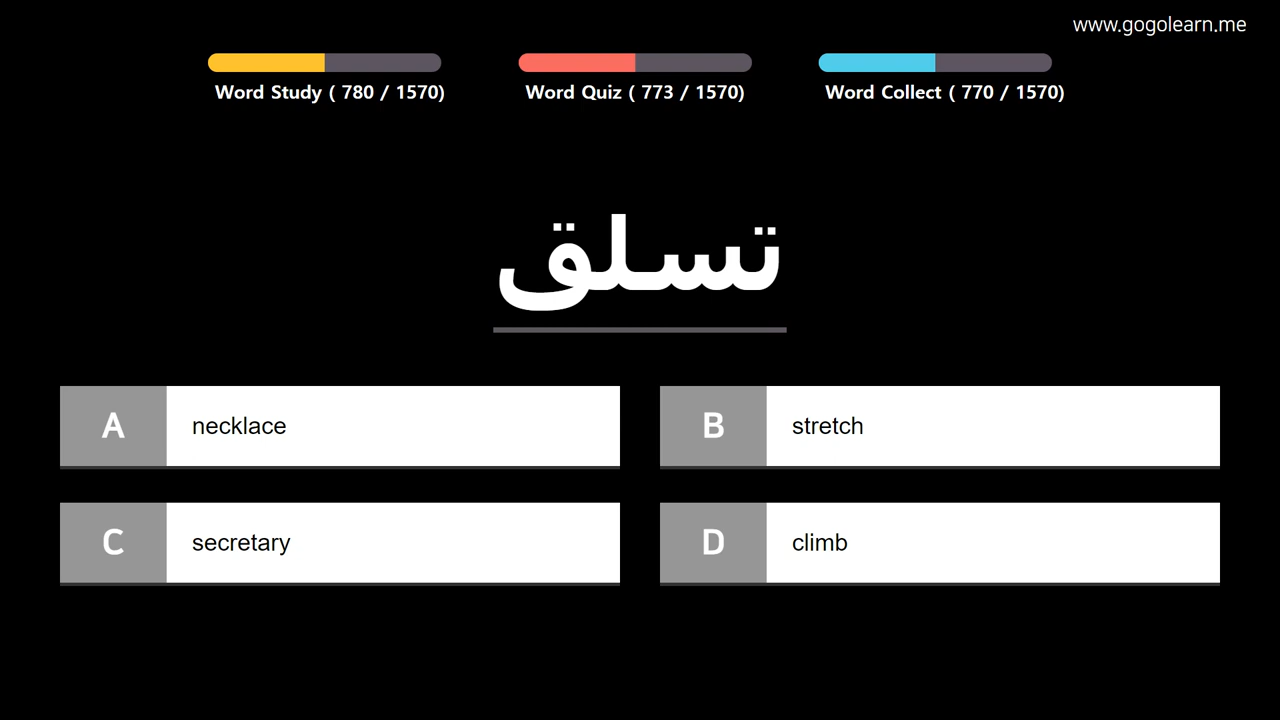 www.gogolearn.me
Word Study ( 780 / 1570)
Word Quiz ( 773 / 1570)
Word Collect ( 770 / 1570)
تسلق
A necklace
B stretch
C secretary
D climb